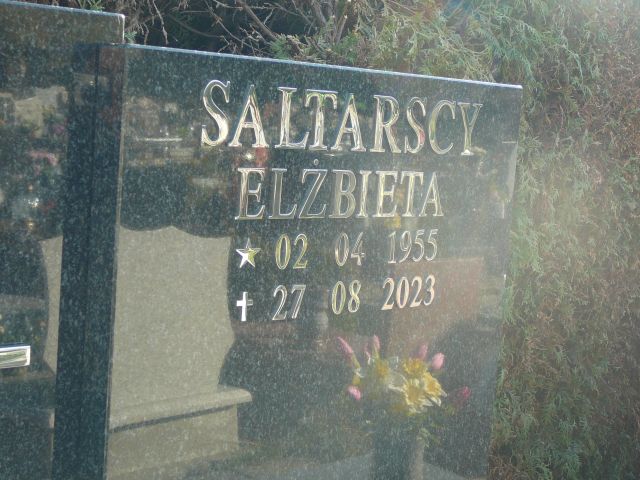 SALTARSCY
ELŻBIETA
02 04 1955
27 08 2023